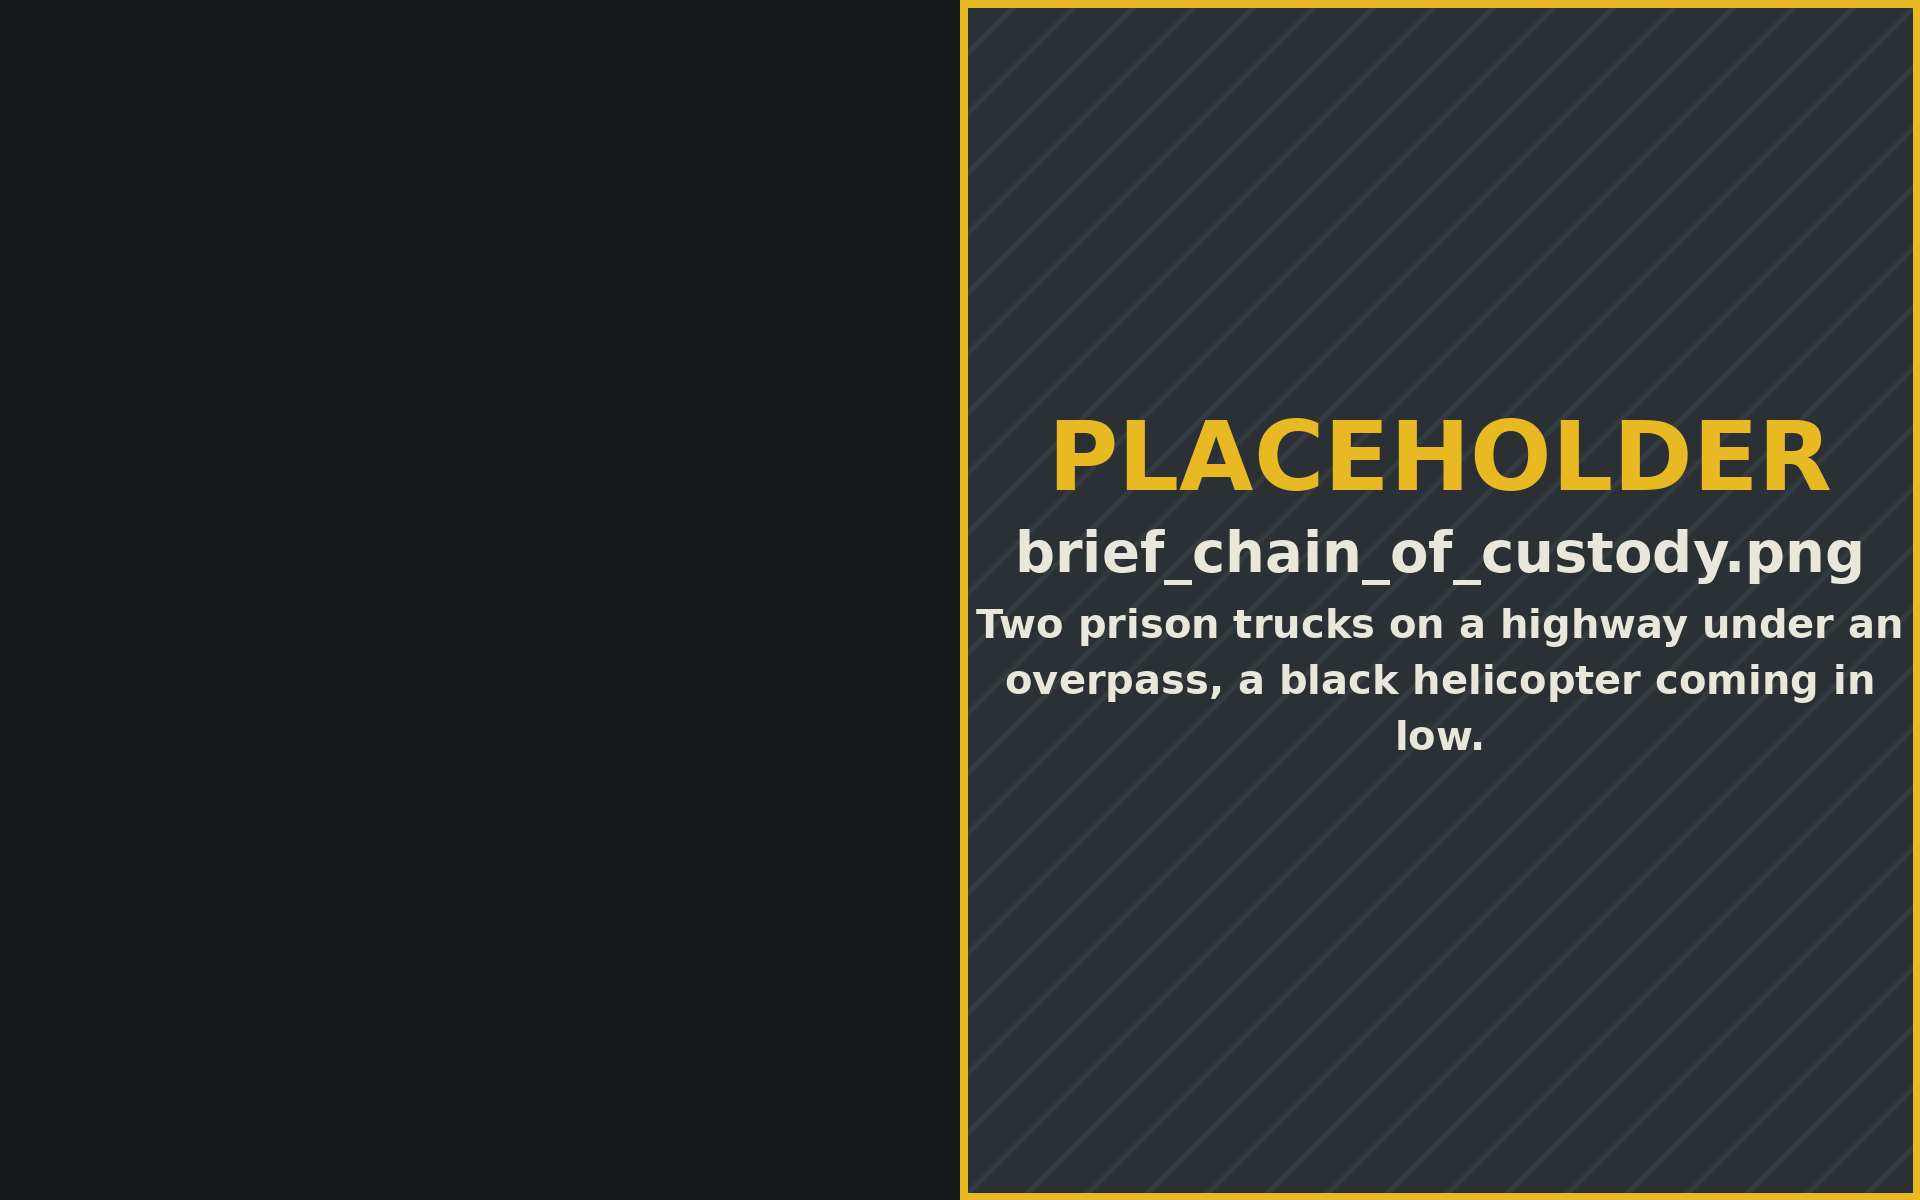 PLACEHOLDER
brief_chain_of_custody.png
Two prison trucks on a highway under an
overpass, a black helicopter coming in
low.